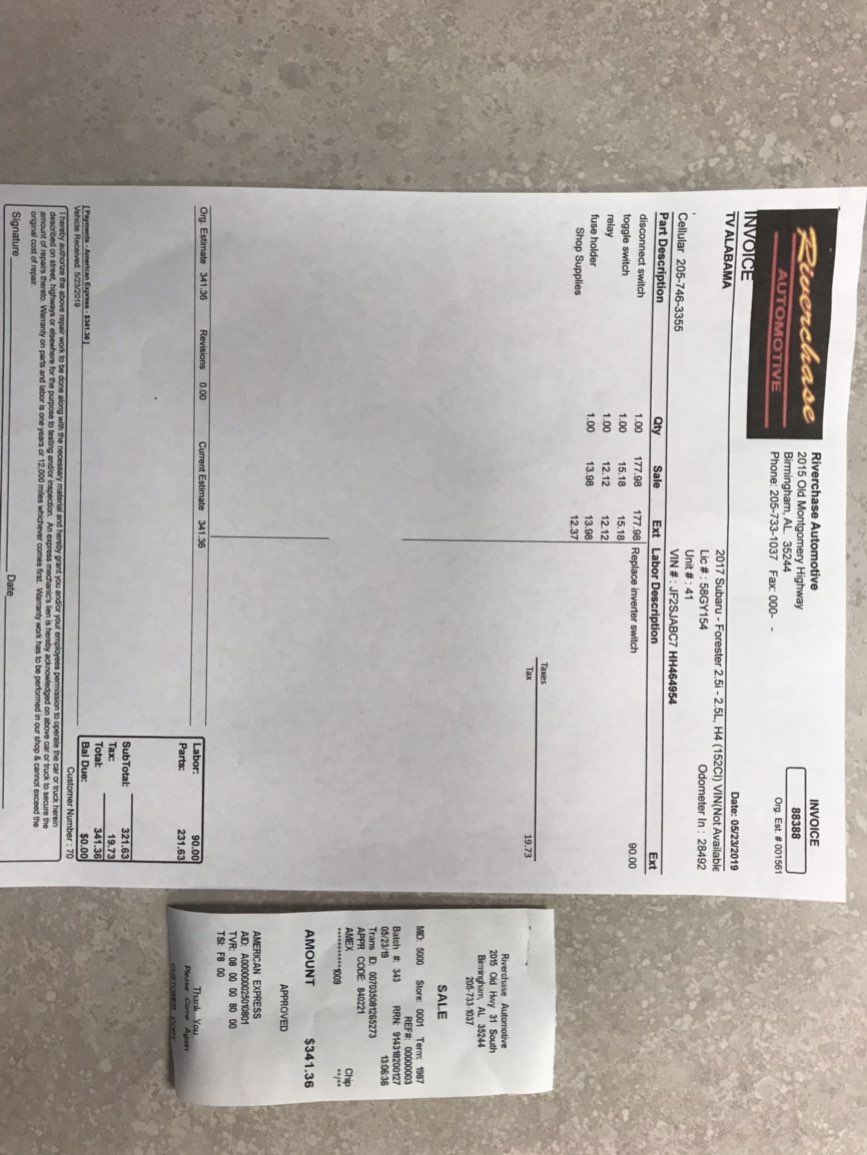 Riverchase
AUTOMOTIVE
Riverchase Automotive
2015 Old Montgomery Highway
Birmingham, AL. 35244
Phone: 205-733-1037 Fax: 000- -
INVOICE
88388
Org. Est. # 001561
INVOICE
Date: 05/23/2019
TV ALABAMA
2017 Subaru - Forester 2.5i - 2.5L, H4 (152CI) VIN(Not Available
Lic # : 58GY154 Odometer In : 28492
Unit # : 41
Cellular 205-746-3355
VIN # : JF2SJABC7 HH464954
Part Description Qty Sale Ext Labor Description Ext
disconnect switch 1.00 177.98 177.98 Replace inverter switch 90.00
toggle switch 1.00 15.18 15.18
relay 1.00 12.12 12.12
fuse holder 1.00 13.98 13.98
Shop Supplies 12.37
Taxes
Tax 19.73
Org. Estimate 341.36 Revisions 0.00 Current Estimate 341.36
Labor: 90.00
Parts: 231.63
SubTotal: 321.63
Tax: 19.73
Total: 341.36
Bal Due: $0.00
[ Payments - American Express - $341.36 ]
Vehicle Received: 5/23/2019 Customer Number : 70
I hereby authorize the above repair work to be done along with the necessary material and hereby grant you and/or your employees permission to operate the car or truck herein
described on street, highways or elsewhere for the purpose to testing and/or inspection. An express mechanic's lien is hereby acknowledged on above car or truck to secure the
amount of repairs thereto. Warranty on parts and labor is one years or 12,000 miles whichever comes first. Warranty work has to be performed in our shop & cannot exceed the
original cost of repair.
Signature Date
Riverchase Automotive
2015 Old Hwy 31 South
Birmingham, AL 35244
205-733-1037
SALE
MID: 5000 Store: 0001 Term: 1987
REF#: 00000003
Batch #: 343 RRN: 914318200127
05/23/19 13:06:36
Trans ID: 007035081265273
APPR CODE: 840221
AMEX Chip
***********1009 **/**
AMOUNT $341.36
APPROVED
AMERICAN EXPRESS
AID: A000000025010801
TVR: 08 00 00 80 00
TSI: F8 00
Thank You
Please Come Again
CUSTOMER COPY